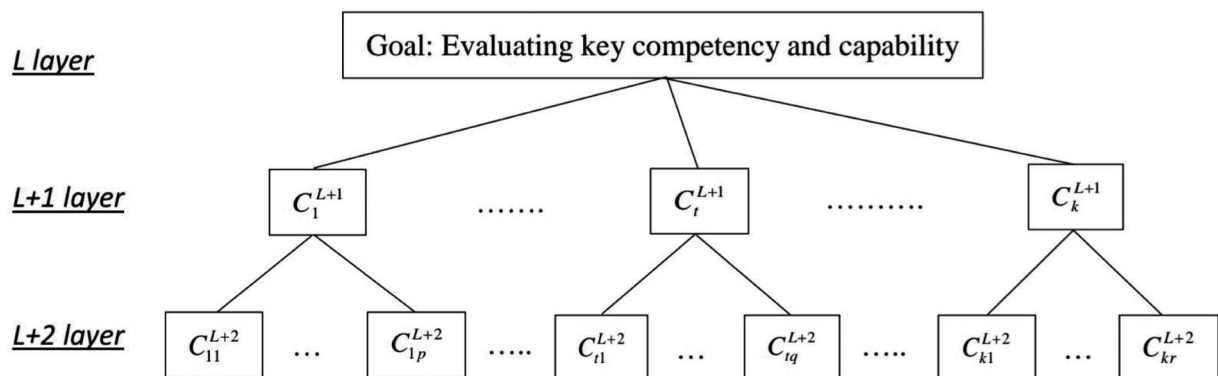 L layer
Goal: Evaluating key competency and capability
L+1 layer
C_1^{L+1} ....... C_t^{L+1} .......... C_k^{L+1}
L+2 layer
C_{11}^{L+2} ... C_{1p}^{L+2} ..... C_{t1}^{L+2} ... C_{tq}^{L+2} ..... C_{k1}^{L+2} ... C_{kr}^{L+2}